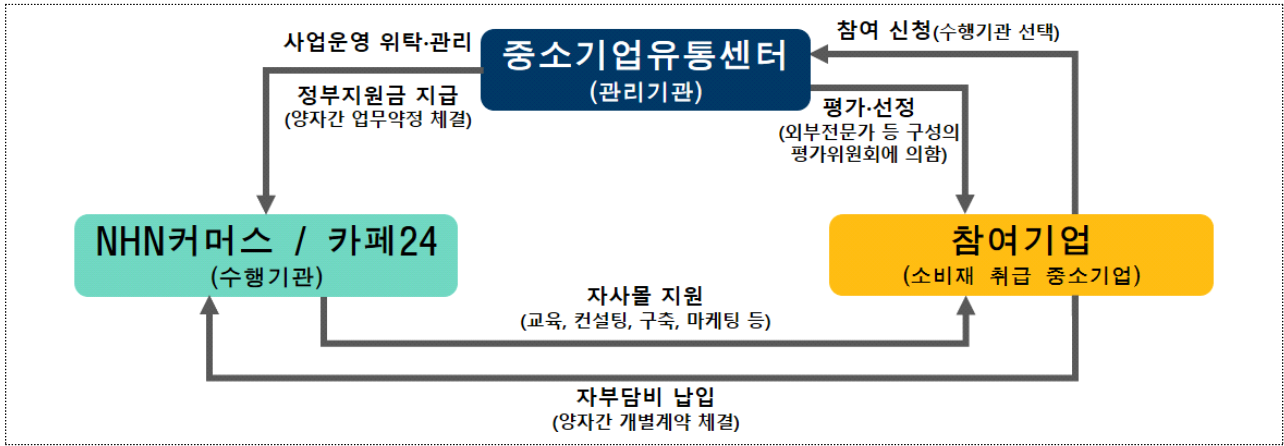 사업운영 위탁·관리
정부지원금 지급
(양자간 업무약정 체결)
중소기업유통센터
(관리기관)
참여 신청(수행기관 선택)
평가·선정
(외부전문가 등 구성의
평가위원회에 의함)
NHN커머스 / 카페24
(수행기관)
참여기업
(소비재 취급 중소기업)
자사몰 지원
(교육, 컨설팅, 구축, 마케팅 등)
자부담비 납입
(양자간 개별계약 체결)